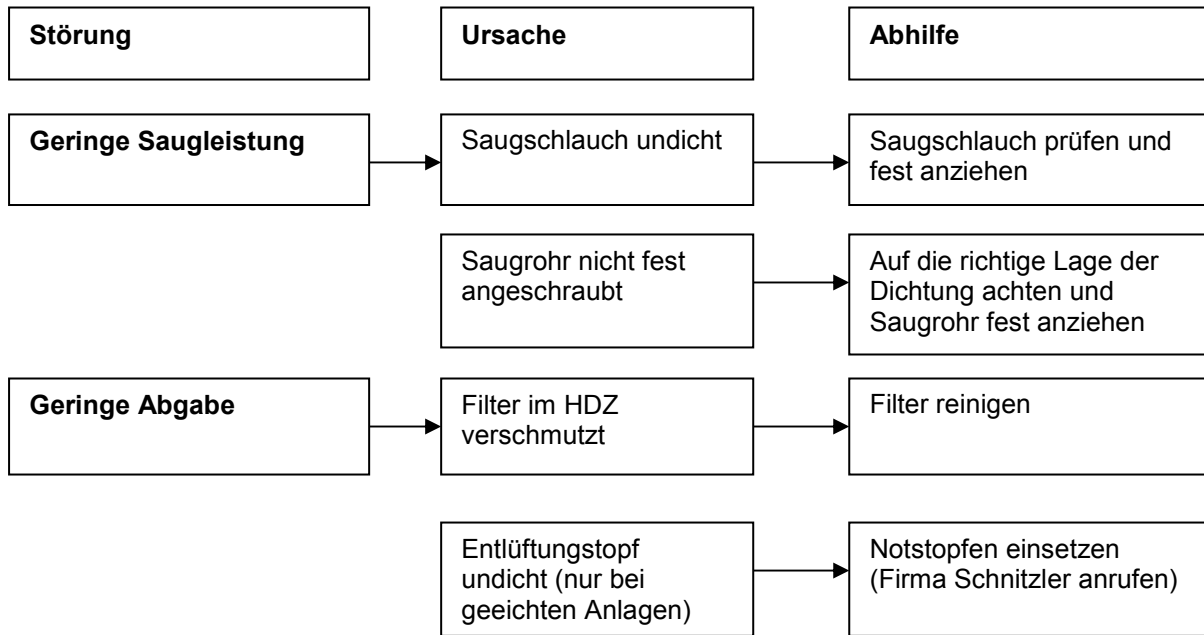 Störung
Ursache
Abhilfe
Geringe Saugleistung
Saugschlauch undicht
Saugschlauch prüfen und
fest anziehen
Saugrohr nicht fest
angeschraubt
Auf die richtige Lage der
Dichtung achten und
Saugrohr fest anziehen
Geringe Abgabe
Filter im HDZ
verschmutzt
Filter reinigen
Entlüftungstopf
undicht (nur bei
geeichten Anlagen)
Notstopfen einsetzen
(Firma Schnitzler anrufen)